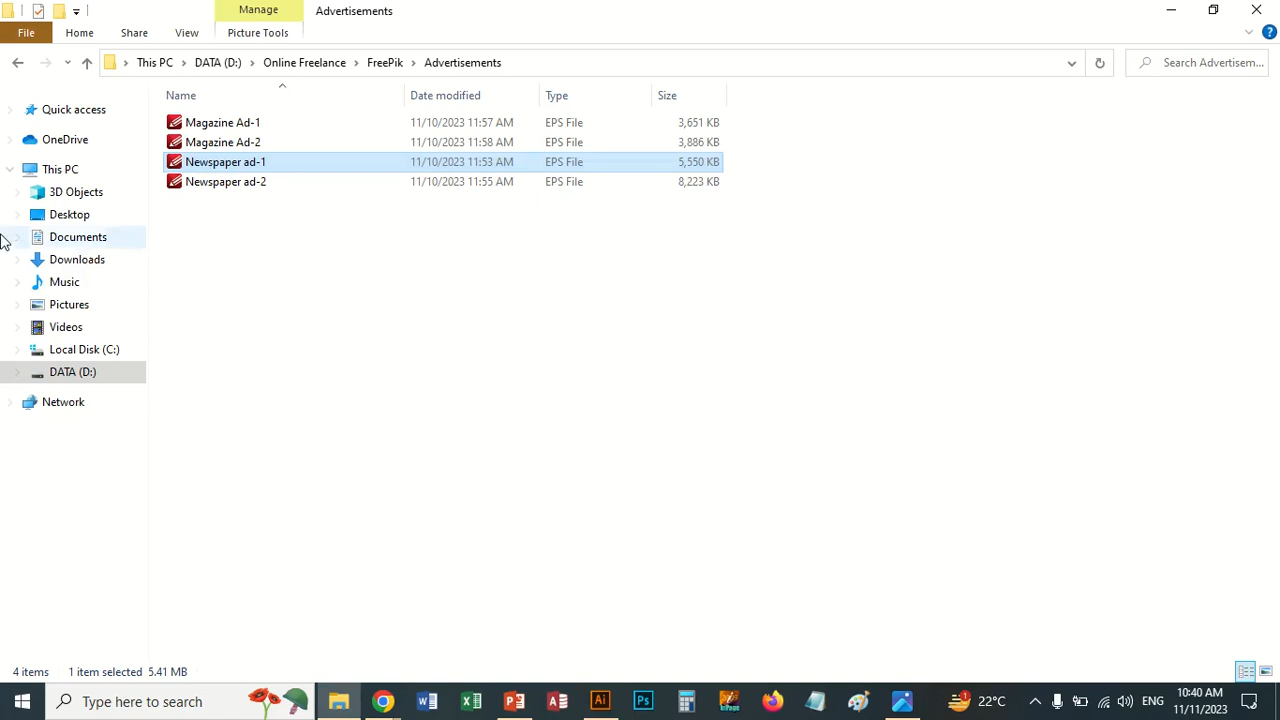 Manage
Advertisements
File
Home
Share
View
Picture Tools
This PC
DATA (D:)
Online Freelance
FreePik
Advertisements
Search Advertisem...
Name
Date modified
Type
Size
Magazine Ad-1 11/10/2023 11:57 AM EPS File 3,651 KB
Magazine Ad-2 11/10/2023 11:58 AM EPS File 3,886 KB
Newspaper ad-1 11/10/2023 11:53 AM EPS File 5,550 KB
Newspaper ad-2 11/10/2023 11:55 AM EPS File 8,223 KB
Quick access
OneDrive
This PC
3D Objects
Desktop
Documents
Downloads
Music
Pictures
Videos
Local Disk (C:)
DATA (D:)
Network
4 items
1 item selected 5.41 MB
Type here to search
Ai
Ps
22°C
ENG
10:40 AM
11/11/2023